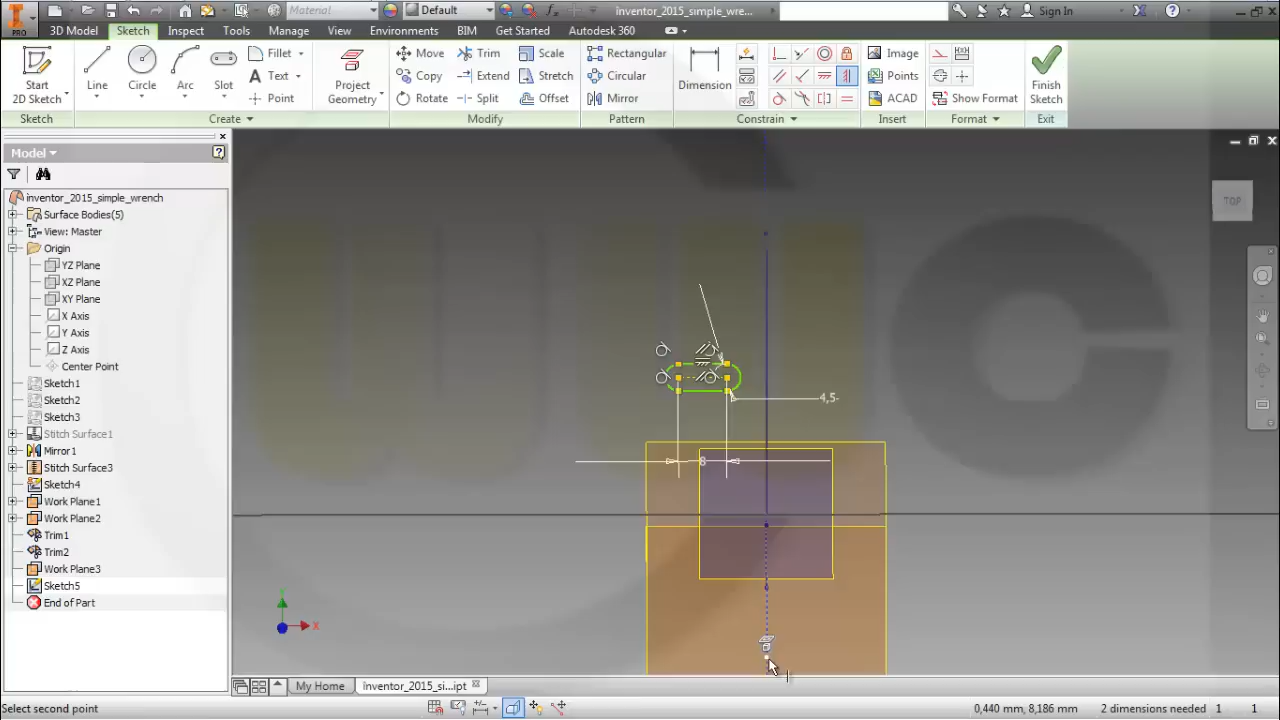 PRO
Material
Default
inventor_2015_simple_wre...
Sign In
3D Model
Sketch
Inspect
Tools
Manage
View
Environments
BIM
Get Started
Autodesk 360
Start
2D Sketch
Line
Circle
Arc
Slot
Fillet
Text
Point
Project
Geometry
Move
Copy
Rotate
Trim
Extend
Split
Scale
Stretch
Offset
Rectangular
Circular
Mirror
Dimension
Image
Points
ACAD
Show Format
Finish
Sketch
Sketch
Create
Modify
Pattern
Constrain
Insert
Format
Exit
Model
inventor_2015_simple_wrench
Surface Bodies(5)
View: Master
Origin
YZ Plane
XZ Plane
XY Plane
X Axis
Y Axis
Z Axis
Center Point
Sketch1
Sketch2
Sketch3
Stitch Surface1
Mirror1
Stitch Surface3
Sketch4
Work Plane1
Work Plane2
Trim1
Trim2
Work Plane3
Sketch5
End of Part
TOP
4,5
8
X
My Home
inventor_2015_si...ipt
Select second point
0,440 mm, 8,186 mm
2 dimensions needed
1
1